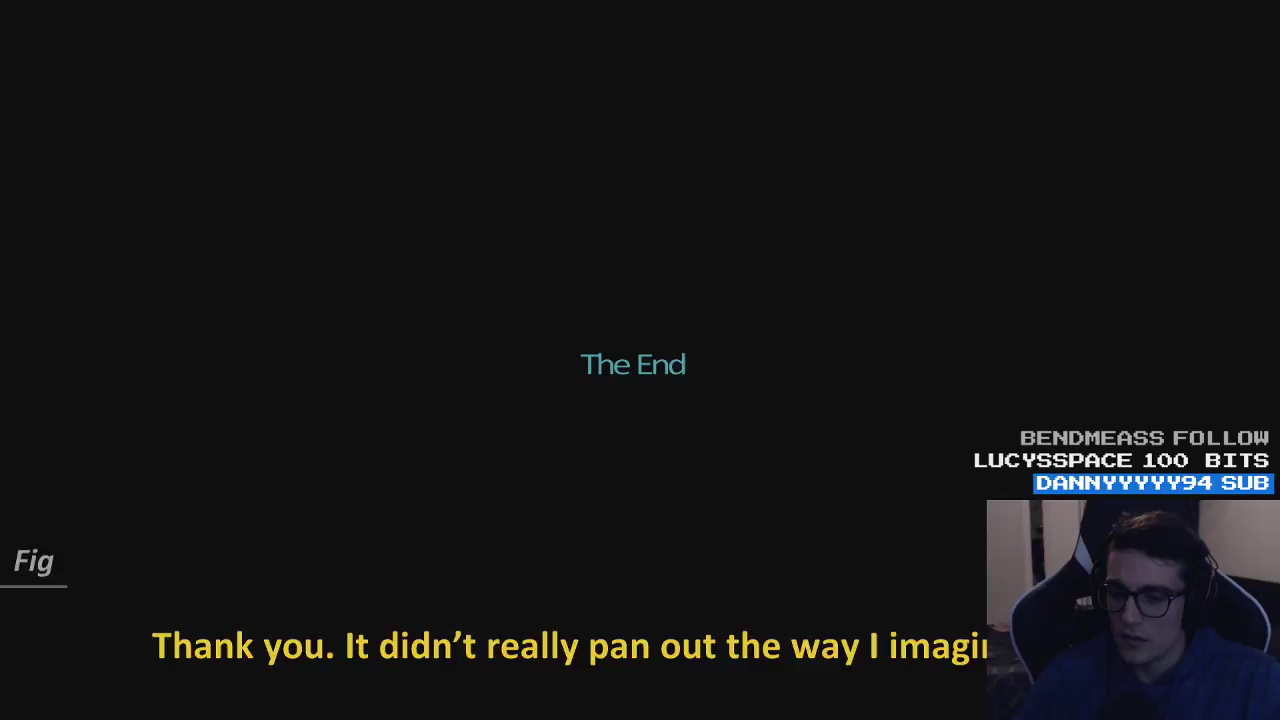 The End
BENDMEASS FOLLOW
LUCYSSPACE 100 BITS
DANNYYYYY94 SUB
Fig
Thank you. It didn’t really pan out the way I